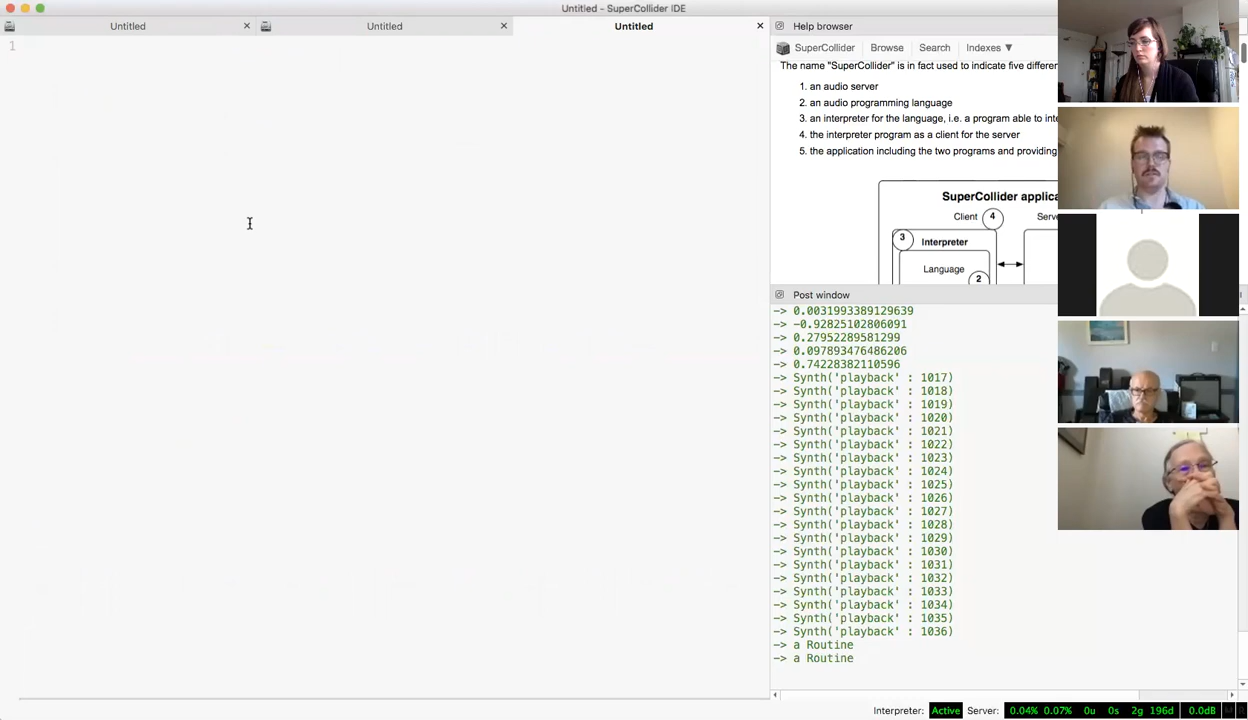 Untitled - SuperCollider IDE
Untitled
Untitled
Untitled
1
Help browser
SuperCollider Browse Search Indexes ▼
The name "SuperCollider" is in fact used to indicate five differen
1. an audio server
2. an audio programming language
3. an interpreter for the language, i.e. a program able to inte
4. the interpreter program as a client for the server
5. the application including the two programs and providing
SuperCollider applica
Client 4 Serve
3 Interpreter
Language 2
Post window
-> 0.0031993389129639
-> -0.92825102806091
-> 0.27952289581299
-> 0.097893476486206
-> 0.74228382110596
-> Synth('playback' : 1017)
-> Synth('playback' : 1018)
-> Synth('playback' : 1019)
-> Synth('playback' : 1020)
-> Synth('playback' : 1021)
-> Synth('playback' : 1022)
-> Synth('playback' : 1023)
-> Synth('playback' : 1024)
-> Synth('playback' : 1025)
-> Synth('playback' : 1026)
-> Synth('playback' : 1027)
-> Synth('playback' : 1028)
-> Synth('playback' : 1029)
-> Synth('playback' : 1030)
-> Synth('playback' : 1031)
-> Synth('playback' : 1032)
-> Synth('playback' : 1033)
-> Synth('playback' : 1034)
-> Synth('playback' : 1035)
-> Synth('playback' : 1036)
-> a Routine
-> a Routine
Interpreter: Active Server: 0.04% 0.07% 0u 0s 2g 196d 0.0dB